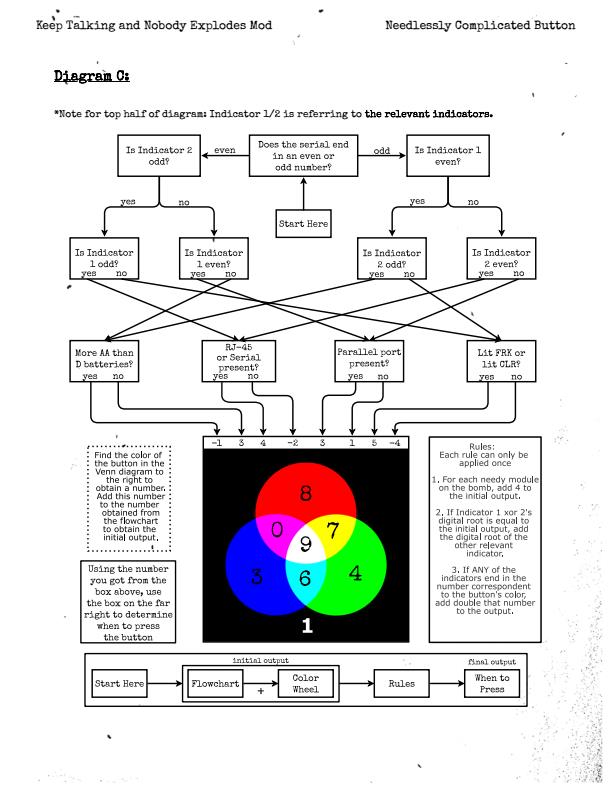 Keep Talking and Nobody Explodes Mod
Needlessly Complicated Button
Diagram C:
*Note for top half of diagram: Indicator 1/2 is referring to the relevant indicators.
Is Indicator 2
odd?
even
Does the serial end
in an even or
odd number?
odd
Is Indicator 1
even?
yes no
Start Here
yes no
Is Indicator
1 odd?
yes no
Is Indicator
1 even?
yes no
Is Indicator
2 odd?
yes no
Is Indicator
2 even?
yes no
More AA than
D batteries?
yes no
RJ-45
or Serial
present?
yes no
Parallel port
present?
yes no
Lit FRK or
lit CLR?
yes no
-1 3 4 -2 3 1 5 -4
Find the color of
the button in the
Venn diagram to
the right to
obtain a number.
Add this number
to the number
obtained from
the flowchart
to obtain the
initial output.
Using the number
you got from the
box above, use
the box on the far
right to determine
when to press
the button
8
0 7
9
3 6 4
1
Rules:
Each rule can only be
applied once
1. For each needy module
on the bomb, add 4 to
the initial output.
2. If Indicator 1 xor 2's
digital root is equal to
the initial output, add
the digital root of the
other relevant
indicator.
3. If ANY of the
indicators end in the
number correspondent
to the button's color,
add double that number
to the output.
initial output
final output
Start Here
Flowchart
+
Color
Wheel
Rules
When to
Press